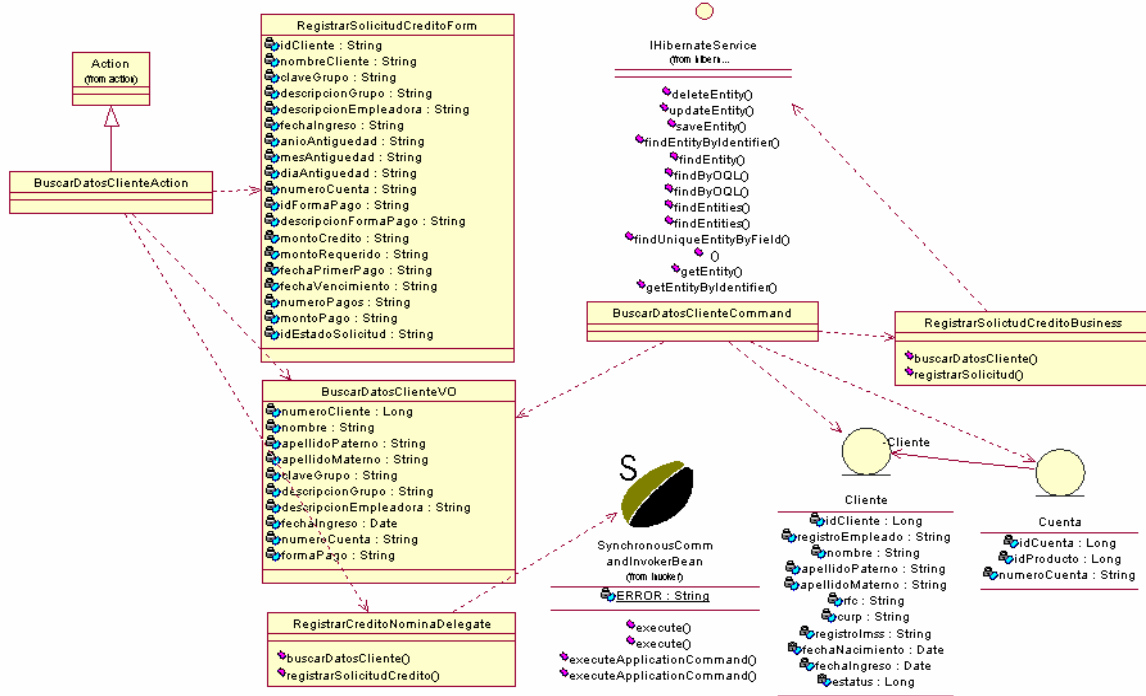 Action
(from action)
BuscarDatosClienteAction
RegistrarSolicitudCreditoForm
idCliente : String
nombreCliente : String
claveGrupo : String
descripcionGrupo : String
descripcionEmpleadora : String
fechaIngreso : String
anioAntiguedad : String
mesAntiguedad : String
diaAntiguedad : String
numeroCuenta : String
idFormaPago : String
descripcionFormaPago : String
montoCredito : String
montoRequerido : String
fechaPrimerPago : String
fechaVencimiento : String
numeroPagos : String
montoPago : String
idEstadoSolicitud : String
IHibernateService
(from hibern...
deleteEntity()
updateEntity()
saveEntity()
findEntityByIdentifier()
findEntity()
findByOQL()
findByOQL()
findEntities()
findEntities()
findUniqueEntityByField()
()
getEntity()
getEntityByIdentifier()
BuscarDatosClienteCommand
RegistrarSolictudCreditoBusiness
buscarDatosCliente()
registrarSolicitud()
BuscarDatosClienteVO
numeroCliente : Long
nombre : String
apellidoPaterno : String
apellidoMaterno : String
claveGrupo : String
descripcionGrupo : String
descripcionEmpleadora : String
fechaIngreso : Date
numeroCuenta : String
formaPago : String
RegistrarCreditoNominaDelegate
buscarDatosCliente()
registrarSolicitudCredito()
S
SynchronousComm
andInvokerBean
(from invoker)
ERROR : String
execute()
execute()
executeApplicationCommand()
executeApplicationCommand()
-Cliente
Cliente
idCliente : Long
registroEmpleado : String
nombre : String
apellidoPaterno : String
apellidoMaterno : String
rfc : String
curp : String
registroImss : String
fechaNacimiento : Date
fechaIngreso : Date
estatus : Long
Cuenta
idCuenta : Long
idProducto : Long
numeroCuenta : String